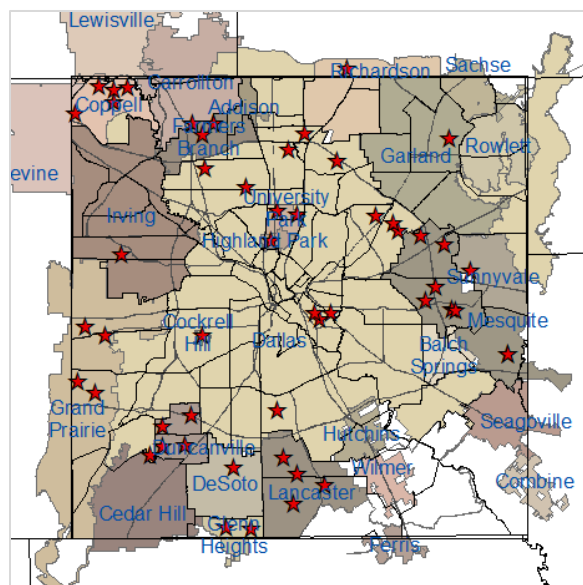 Lewisville
Richardson
Sachse
Carrollton
Coppell
Addison
Farmers
Branch
Garland
Rowlett
evine
University
Park
Irving
Highland Park
Sunnyvale
Cockrell
Hill
Dallas
Mesquite
Balch
Springs
Grand
Prairie
Seagoville
Hutchins
Duncanville
Wilmer
DeSoto
Lancaster
Combine
Cedar Hill
Glenn
Heights
Ferris